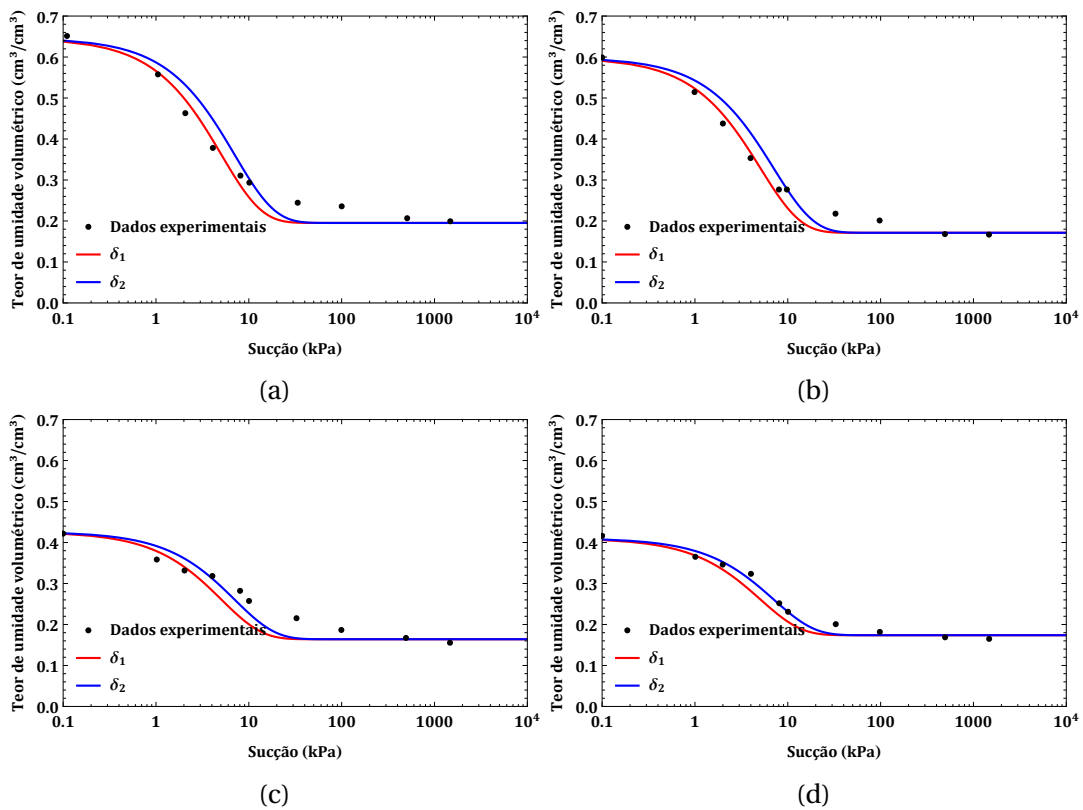 Teor de umidade volumétrico (cm³/cm³)
0.7
0.6
0.5
0.4
0.3
0.2
0.1
0.0
Dados experimentais
δ₁
δ₂
0.1 1 10 100 1000 10⁴
Sucção (kPa)
(a)
Teor de umidade volumétrico (cm³/cm³)
0.7
0.6
0.5
0.4
0.3
0.2
0.1
0.0
Dados experimentais
δ₁
δ₂
0.1 1 10 100 1000 10⁴
Sucção (kPa)
(b)
Teor de umidade volumétrico (cm³/cm³)
0.7
0.6
0.5
0.4
0.3
0.2
0.1
0.0
Dados experimentais
δ₁
δ₂
0.1 1 10 100 1000 10⁴
Sucção (kPa)
(c)
Teor de umidade volumétrico (cm³/cm³)
0.7
0.6
0.5
0.4
0.3
0.2
0.1
0.0
Dados experimentais
δ₁
δ₂
0.1 1 10 100 1000 10⁴
Sucção (kPa)
(d)